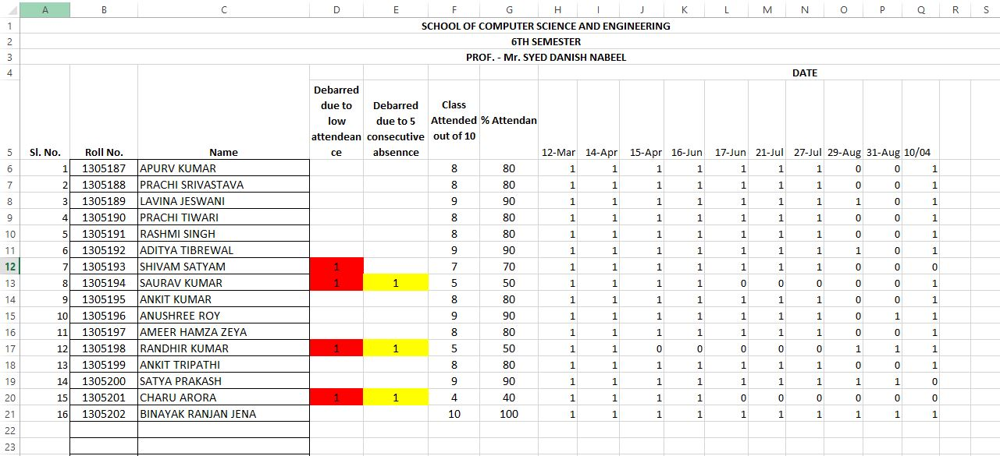 A B C D E F G H I J K L M N O P Q R S
1 SCHOOL OF COMPUTER SCIENCE AND ENGINEERING
2 6TH SEMESTER
3 PROF. - Mr. SYED DANISH NABEEL
4 DATE
5 Sl. No. Roll No. Name Debarred due to low attendean ce Debarred due to 5 consecutive absennce Class Attended out of 10 % Attendan 12-Mar 14-Apr 15-Apr 16-Jun 17-Jun 21-Jul 27-Jul 29-Aug 31-Aug 10/04
6 1 1305187 APURV KUMAR 8 80 1 1 1 1 1 1 1 0 0 1
7 2 1305188 PRACHI SRIVASTAVA 8 80 1 1 1 1 1 1 1 0 0 1
8 3 1305189 LAVINA JESWANI 9 90 1 1 1 1 1 1 1 1 0 1
9 4 1305190 PRACHI TIWARI 8 80 1 1 1 1 1 1 1 0 0 1
10 5 1305191 RASHMI SINGH 8 80 1 1 1 1 1 1 1 0 0 1
11 6 1305192 ADITYA TIBREWAL 9 90 1 1 1 1 1 1 1 1 0 1
12 7 1305193 SHIVAM SATYAM 1 7 70 1 1 1 1 1 1 1 0 0 0
13 8 1305194 SAURAV KUMAR 1 1 5 50 1 1 1 1 0 0 0 0 0 1
14 9 1305195 ANKIT KUMAR 8 80 1 1 1 1 1 1 1 0 0 1
15 10 1305196 ANUSHREE ROY 9 90 1 1 1 1 1 1 1 0 1 1
16 11 1305197 AMEER HAMZA ZEYA 8 80 1 1 1 1 1 1 1 0 0 1
17 12 1305198 RANDHIR KUMAR 1 1 5 50 1 1 0 0 0 0 0 1 1 1
18 13 1305199 ANKIT TRIPATHI 8 80 1 1 1 1 1 1 1 0 0 1
19 14 1305200 SATYA PRAKASH 9 90 1 1 1 1 1 1 1 1 1 0
20 15 1305201 CHARU ARORA 1 1 4 40 1 1 1 1 0 0 0 0 0 0
21 16 1305202 BINAYAK RANJAN JENA 10 100 1 1 1 1 1 1 1 1 1 1
22
23